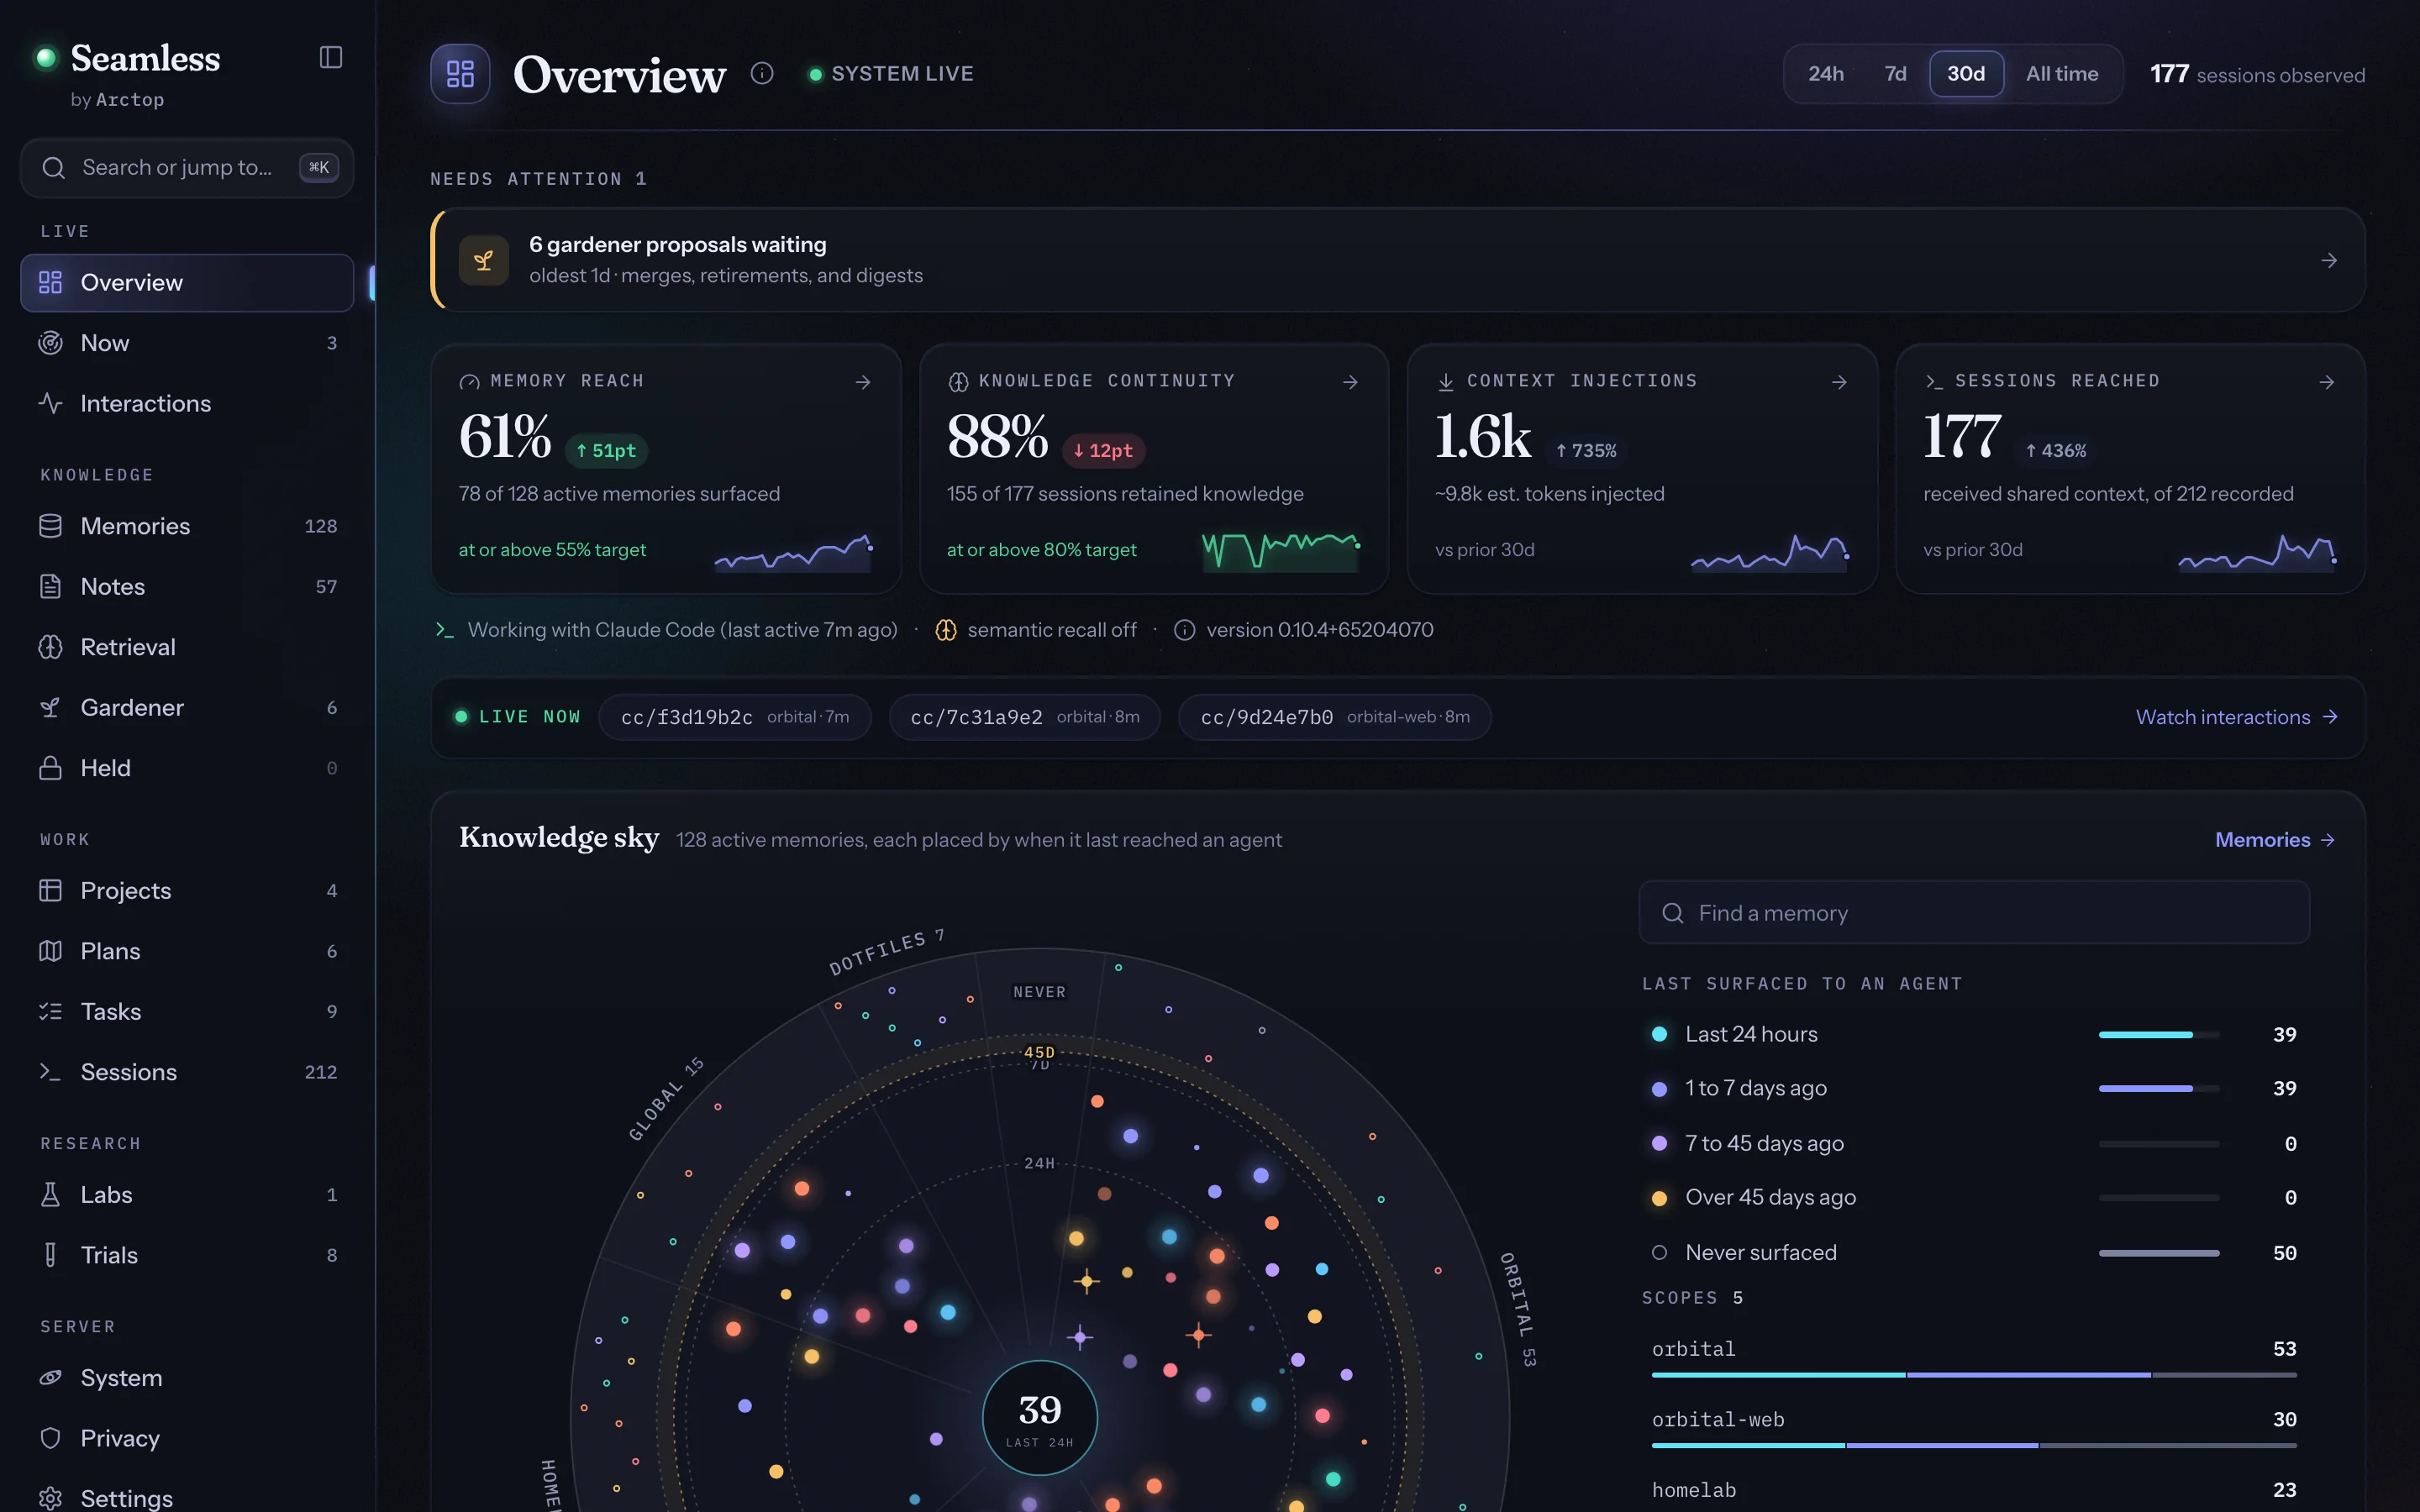 Seamless
by Arctop
Search or jump to... ⌘K
LIVE
Overview
Now 3
Interactions
KNOWLEDGE
Memories 128
Notes 57
Retrieval
Gardener 6
Held 0
WORK
Projects 4
Plans 6
Tasks 9
Sessions 212
RESEARCH
Labs 1
Trials 8
SERVER
System
Privacy
Settings
Overview SYSTEM LIVE
24h 7d 30d All time 177 sessions observed
NEEDS ATTENTION 1
6 gardener proposals waiting
oldest 1d · merges, retirements, and digests
MEMORY REACH
61% ↑ 51pt
78 of 128 active memories surfaced
at or above 55% target
KNOWLEDGE CONTINUITY
88% ↓ 12pt
155 of 177 sessions retained knowledge
at or above 80% target
CONTEXT INJECTIONS
1.6k ↑ 735%
~9.8k est. tokens injected
vs prior 30d
SESSIONS REACHED
177 ↑ 436%
received shared context, of 212 recorded
vs prior 30d
Working with Claude Code (last active 7m ago) · semantic recall off · version 0.10.4+65204070
LIVE NOW cc/f3d19b2c orbital · 7m cc/7c31a9e2 orbital · 8m cc/9d24e7b0 orbital-web · 8m Watch interactions →
Knowledge sky 128 active memories, each placed by when it last reached an agent Memories →
DOTFILES 7
GLOBAL 15
ORBITAL 53
HOME
NEVER
45D
7D
24H
39
LAST 24H
Find a memory
LAST SURFACED TO AN AGENT
Last 24 hours 39
1 to 7 days ago 39
7 to 45 days ago 0
Over 45 days ago 0
Never surfaced 50
SCOPES 5
orbital 53
orbital-web 30
homelab 23